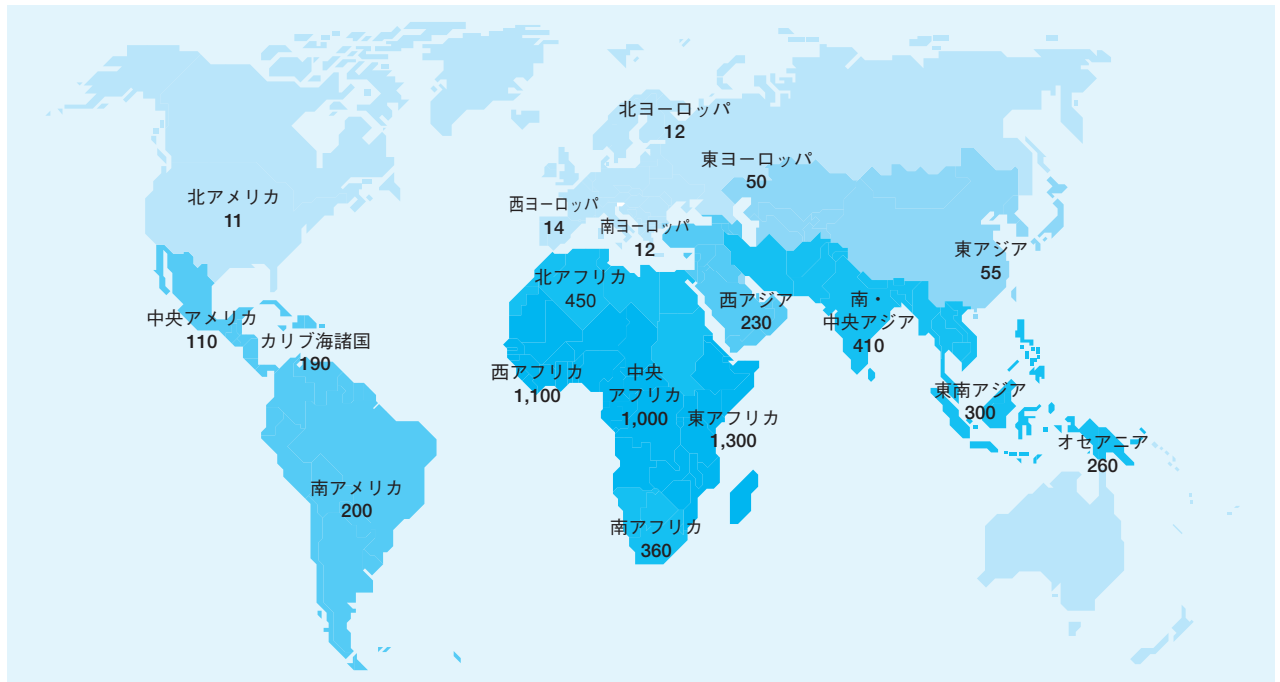 北ヨーロッパ
12
東ヨーロッパ
50
北アメリカ
11
西ヨーロッパ
14
南ヨーロッパ
12
東アジア
55
北アフリカ
450
西アジア
230
南・
中央アジア
410
中央アメリカ
110
カリブ海諸国
190
西アフリカ
1,100
中央
アフリカ
1,000
東アフリカ
1,300
東南アジア
300
オセアニア
260
南アメリカ
200
南アフリカ
360